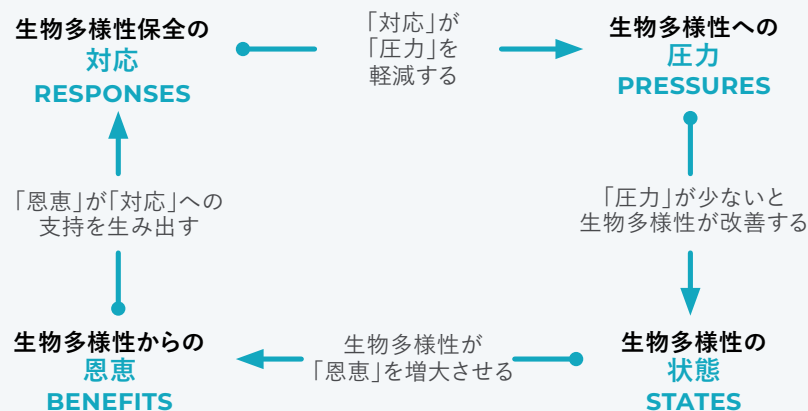 生物多様性保全の
対応
RESPONSES
「対応」が
「圧力」を
軽減する
生物多様性への
圧力
PRESSURES
「恩恵」が「対応」への
支持を生み出す
「圧力」が少ないと
生物多様性が改善する
生物多様性からの
恩恵
BENEFITS
生物多様性が
「恩恵」を増大させる
生物多様性の
状態
STATES